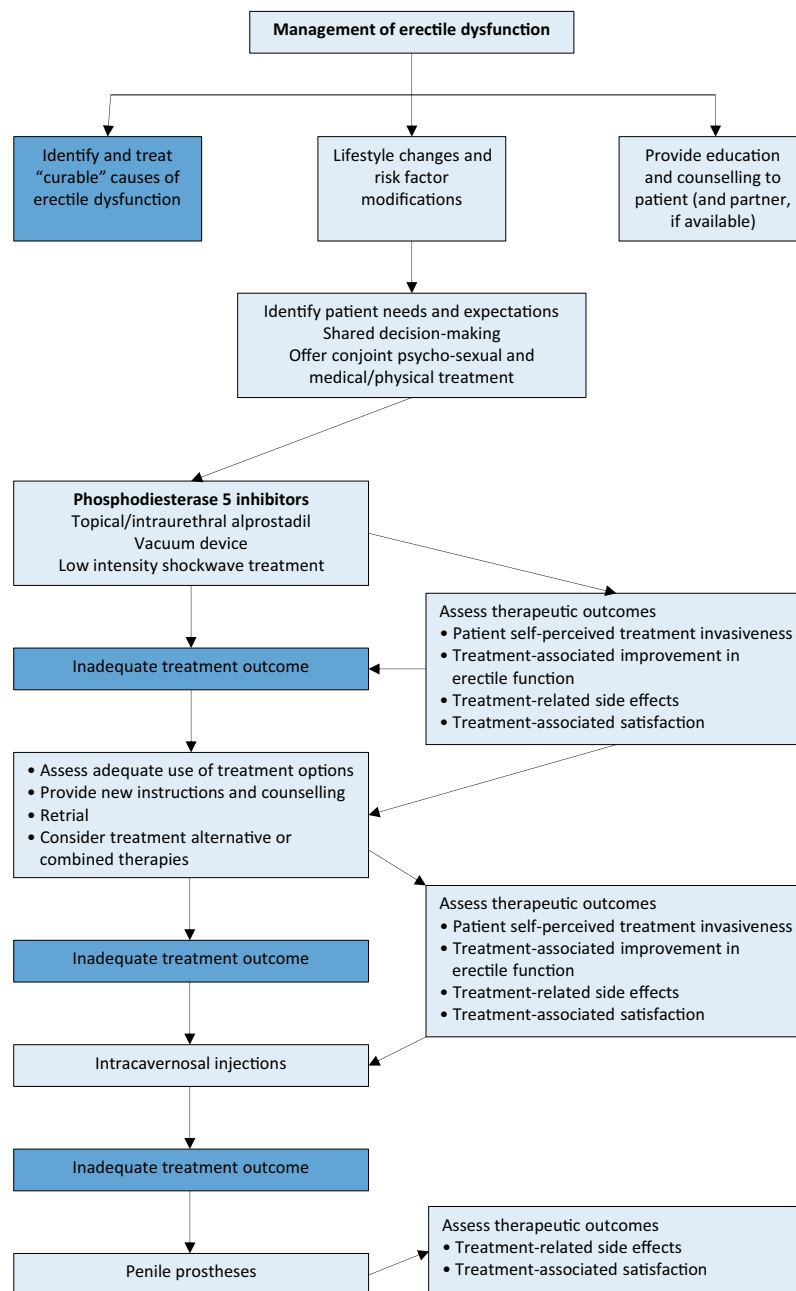 Management of erectile dysfunction
Identify and treat
“curable” causes of
erectile dysfunction
Lifestyle changes and
risk factor
modifications
Provide education
and counselling to
patient (and partner,
if available)
Identify patient needs and expectations
Shared decision-making
Offer conjoint psycho-sexual and
medical/physical treatment
Phosphodiesterase 5 inhibitors
Topical/intraurethral alprostadil
Vacuum device
Low intensity shockwave treatment
Assess therapeutic outcomes
• Patient self-perceived treatment invasiveness
• Treatment-associated improvement in
erectile function
• Treatment-related side effects
• Treatment-associated satisfaction
Inadequate treatment outcome
• Assess adequate use of treatment options
• Provide new instructions and counselling
• Retrial
• Consider treatment alternative or
combined therapies
Assess therapeutic outcomes
• Patient self-perceived treatment invasiveness
• Treatment-associated improvement in
erectile function
• Treatment-related side effects
• Treatment-associated satisfaction
Inadequate treatment outcome
Intracavernosal injections
Inadequate treatment outcome
Penile prostheses
Assess therapeutic outcomes
• Treatment-related side effects
• Treatment-associated satisfaction